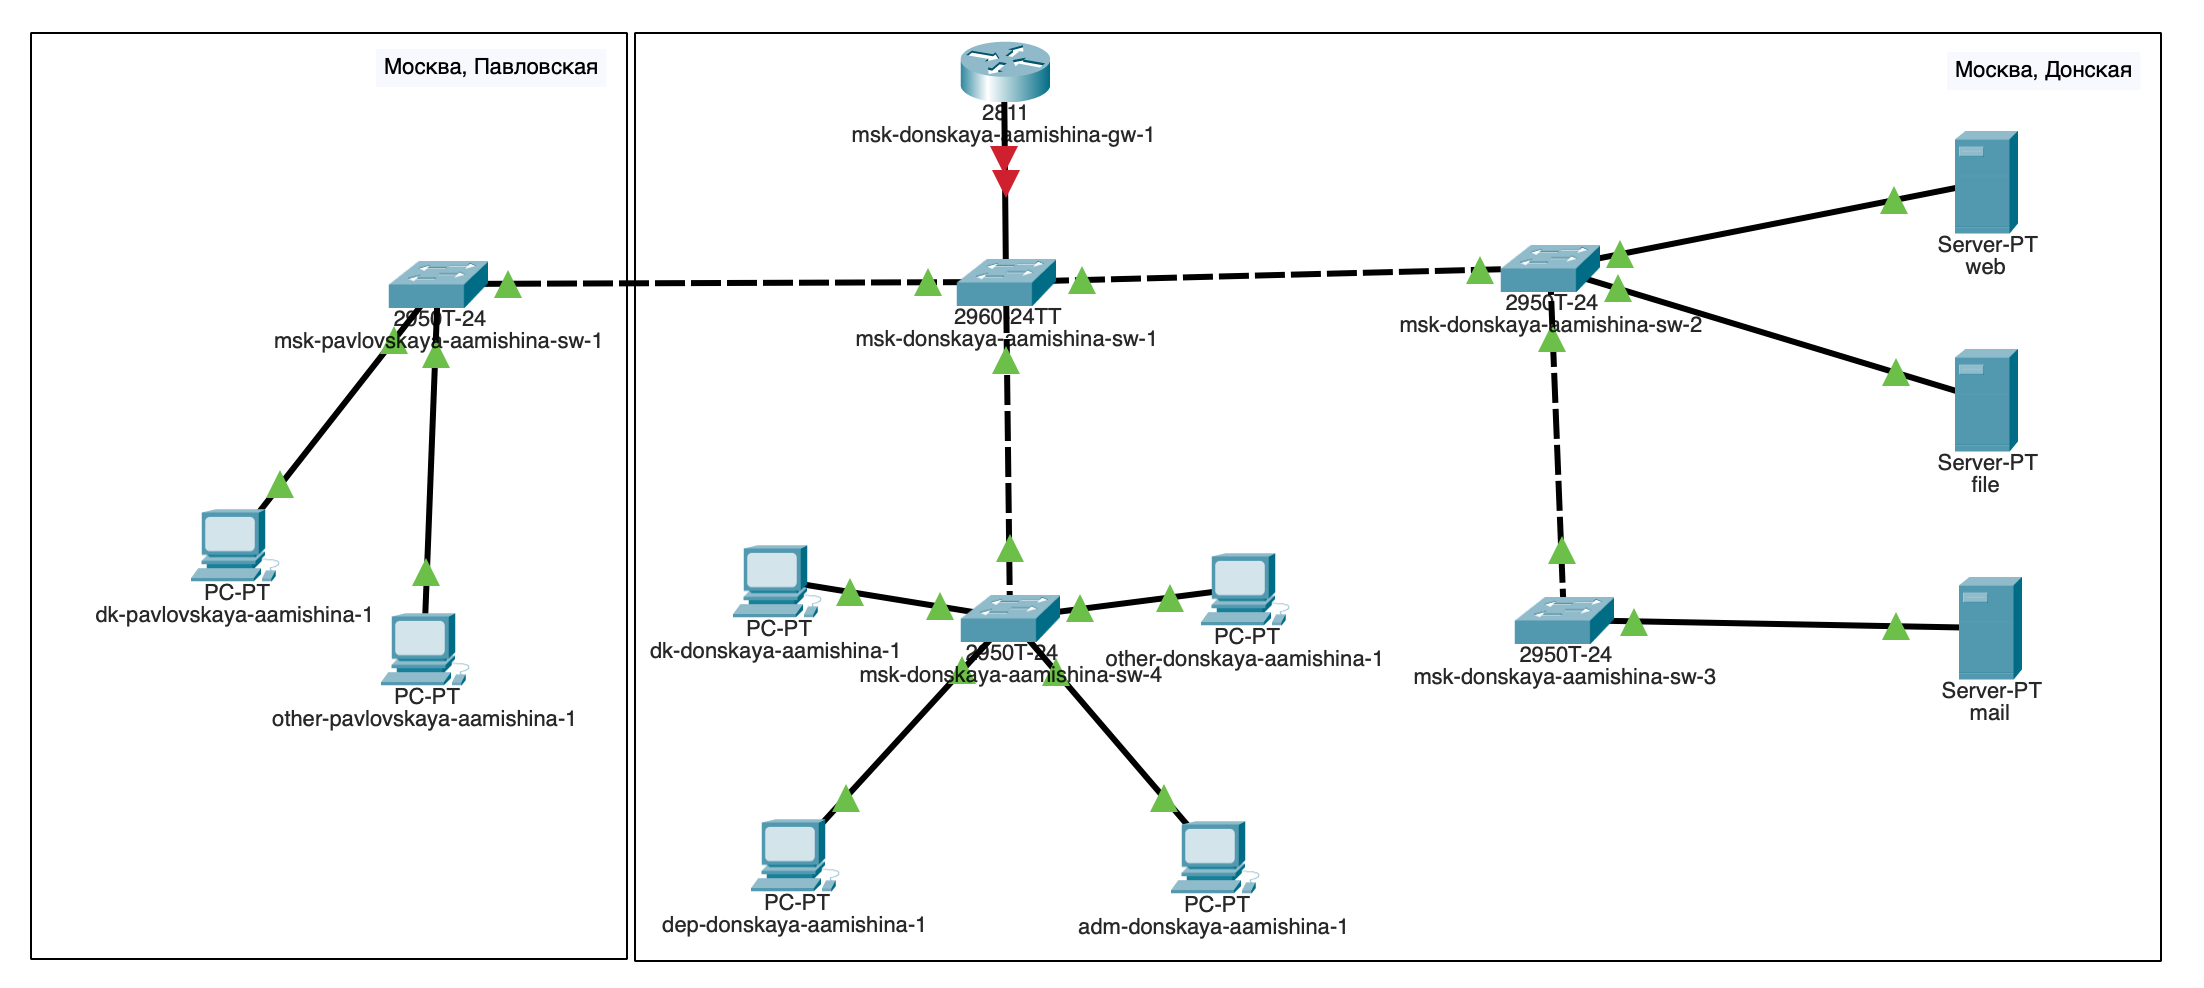 Москва, Павловская
Москва, Донская
2811
msk-donskaya-aamishina-gw-1
Server-PT
web
2950T-24
msk-pavlovskaya-aamishina-sw-1
2960-24TT
msk-donskaya-aamishina-sw-1
2950T-24
msk-donskaya-aamishina-sw-2
Server-PT
file
PC-PT
dk-pavlovskaya-aamishina-1
PC-PT
other-pavlovskaya-aamishina-1
PC-PT
dk-donskaya-aamishina-1
PC-PT
other-donskaya-aamishina-1
2950T-24
msk-donskaya-aamishina-sw-4
2950T-24
msk-donskaya-aamishina-sw-3
Server-PT
mail
PC-PT
dep-donskaya-aamishina-1
PC-PT
adm-donskaya-aamishina-1